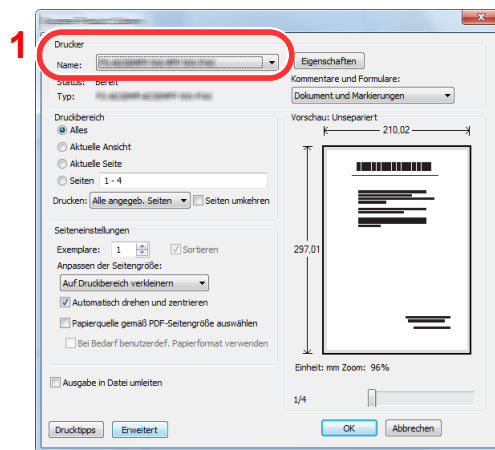 1
Drucker
Name:
Eigenschaften
Status: Bereit
Kommentare und Formulare:
Typ:
Dokument und Markierungen
Druckbereich
Alles
Aktuelle Ansicht
Aktuelle Seite
Seiten 1 - 4
Drucken: Alle angegeb. Seiten Seiten umkehren
Seiteneinstellungen
Exemplare: 1 Sortieren
Anpassen der Seitengröße:
Auf Druckbereich verkleinern
Automatisch drehen und zentrieren
Papierquelle gemäß PDF-Seitengröße auswählen
Bei Bedarf benutzerdef. Papierformat verwenden
Ausgabe in Datei umleiten
Drucktipps Erweitert
Vorschau: Unsepariert
210,02
297,01
Einheit: mm Zoom: 96%
1/4
OK Abbrechen